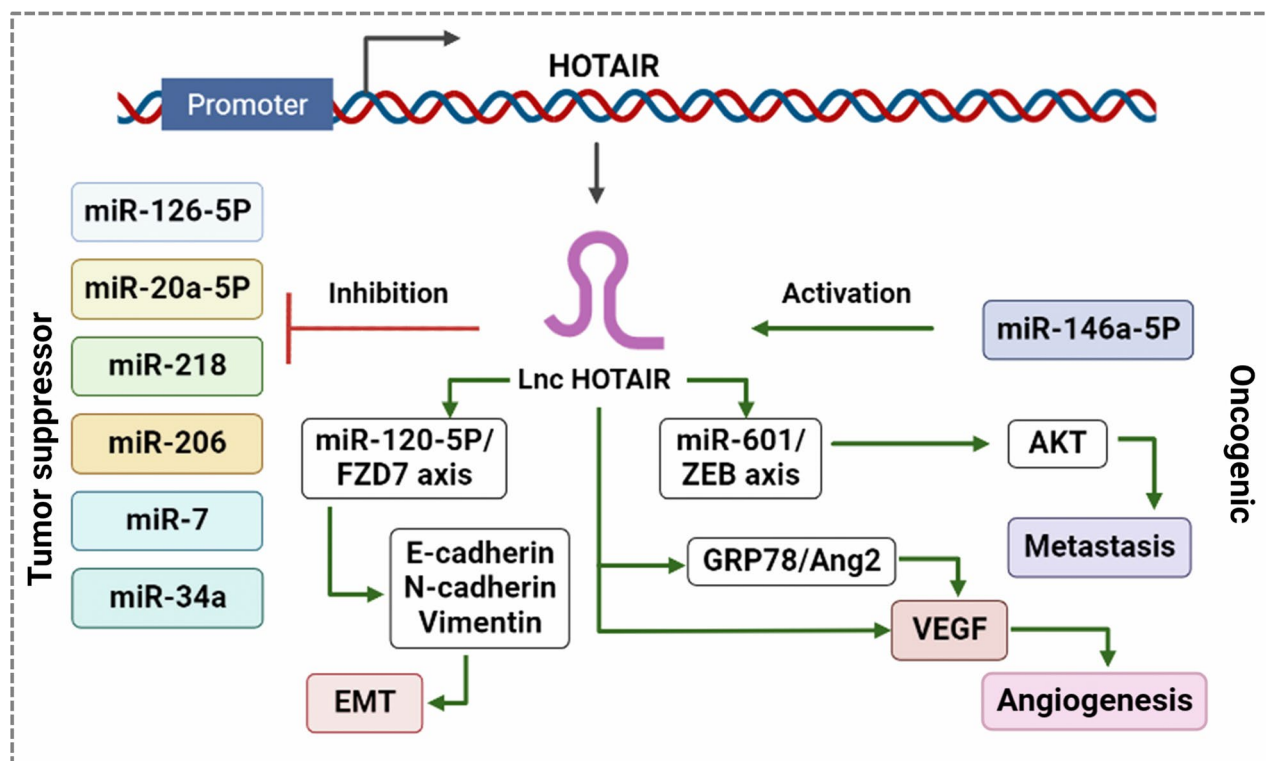 HOTAIR
Promoter
miR-126-5P
miR-20a-5P
miR-218
miR-206
miR-7
miR-34a
Tumor suppressor
Inhibition
Activation
miR-146a-5P
Oncogenic
Lnc HOTAIR
miR-120-5P/
FZD7 axis
miR-601/
ZEB axis
AKT
Metastasis
E-cadherin
N-cadherin
Vimentin
GRP78/Ang2
VEGF
EMT
Angiogenesis